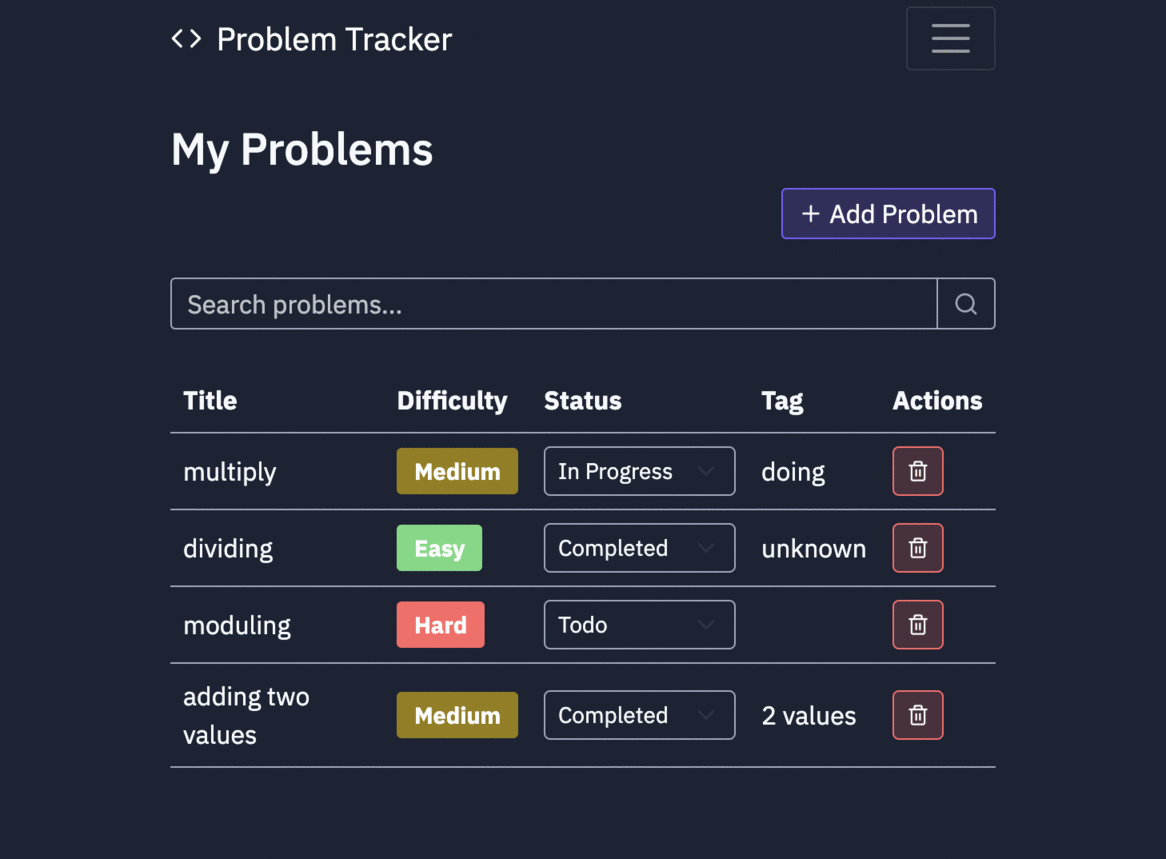 <> Problem Tracker
My Problems
+ Add Problem
Search problems...
Title Difficulty Status Tag Actions
multiply Medium In Progress doing
dividing Easy Completed unknown
moduling Hard Todo
adding two values Medium Completed 2 values